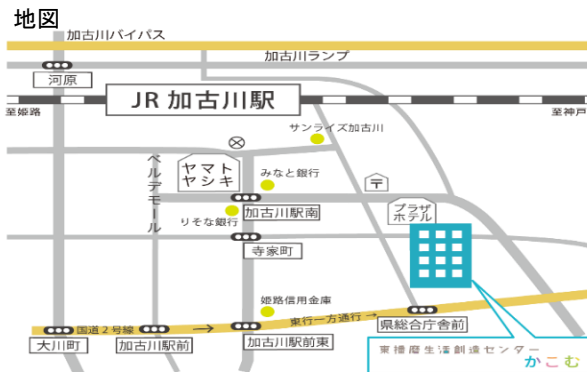 地図
加古川バイパス
加古川ランプ
河原
JR 加古川駅
至姫路
至神戸
サンライズ加古川
ヤマト
ヤシキ
みなと銀行
ベルデモール
〒
プラザ
ホテル
りそな銀行
加古川駅南
寺家町
姫路信用金庫
東行一方通行→
国道2号線
→
県総合庁舎前
大川町
加古川駅前
加古川駅前東
東播磨生活創造センター
かこむ